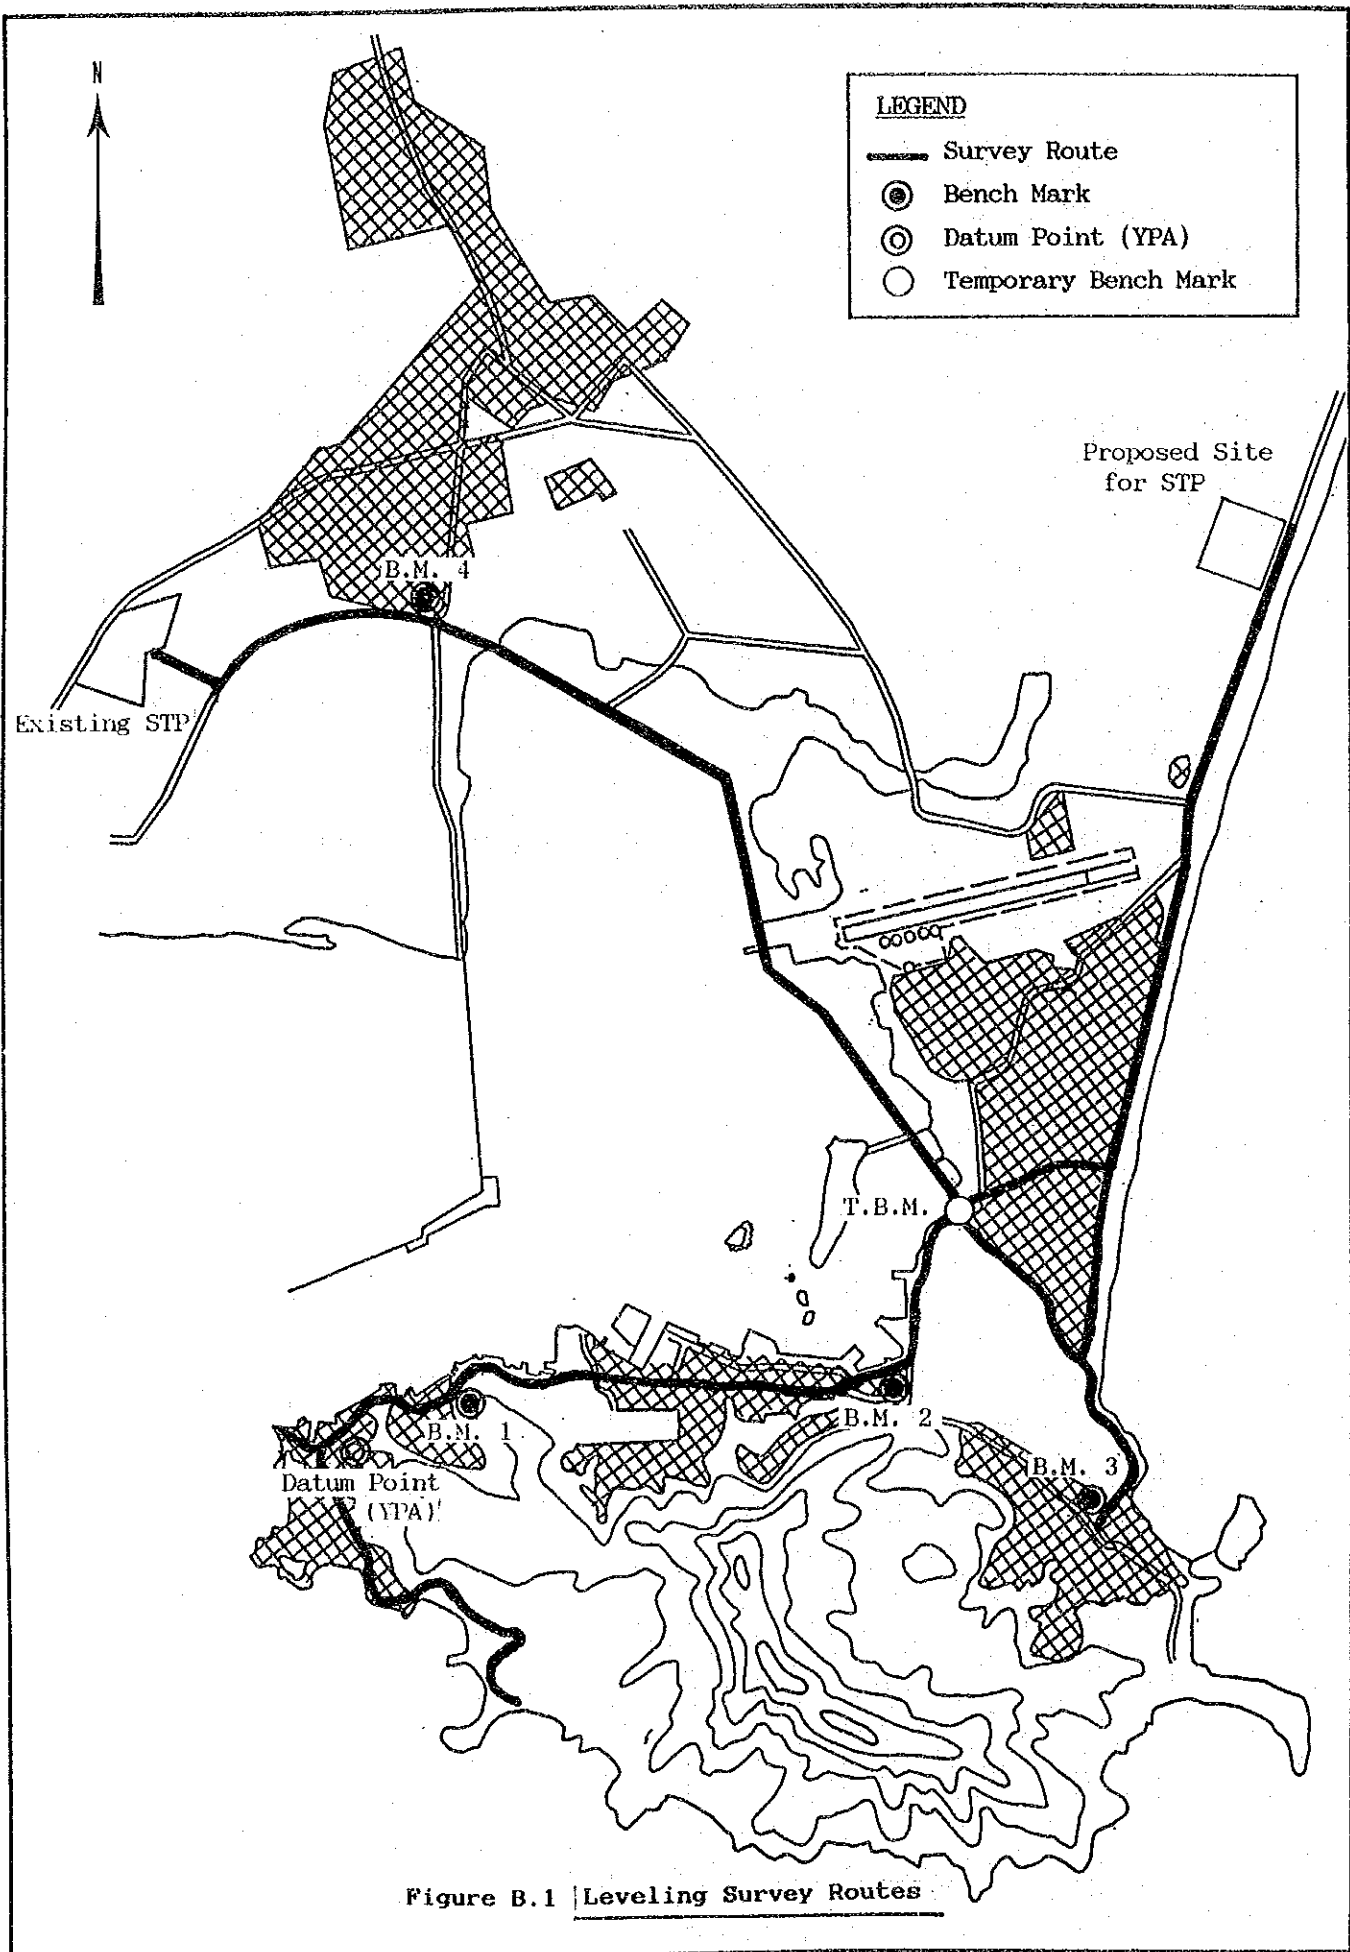 N
LEGEND
Survey Route
Bench Mark
Datum Point (YPA)
Temporary Bench Mark
Proposed Site
for STP
B.M. 4
Existing STP
T.B.M.
B.M. 1
B.M. 2
B.M. 3
Datum Point
(YPA)
Figure B.1 Leveling Survey Routes